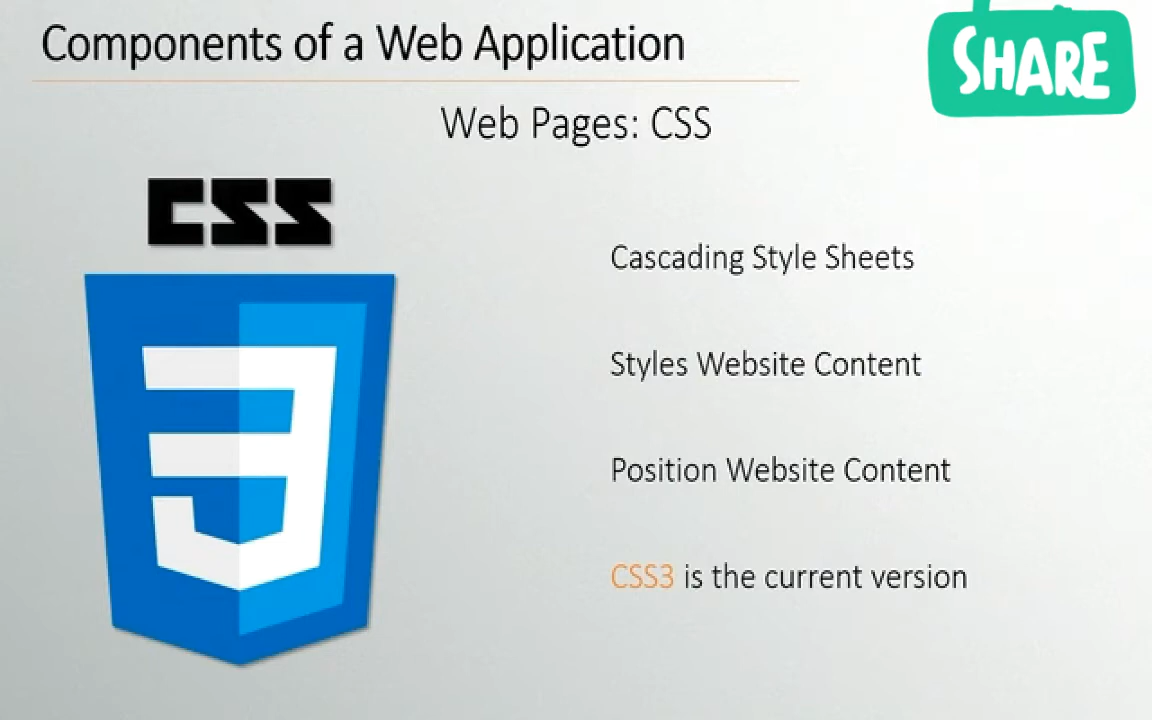 Components of a Web Application
SHARE
Web Pages: CSS
CSS
3
Cascading Style Sheets
Styles Website Content
Position Website Content
CSS3 is the current version